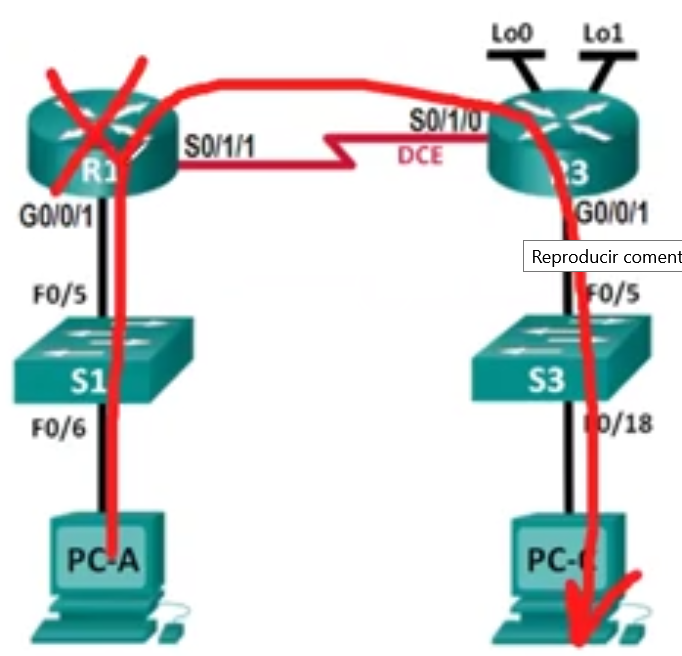 Lo0 Lo1
S0/1/0
S0/1/1
DCE
R1
G0/0/1
G0/0/1
Reproducir coment
F0/5
F0/5
S1
S3
F0/6
PC-A